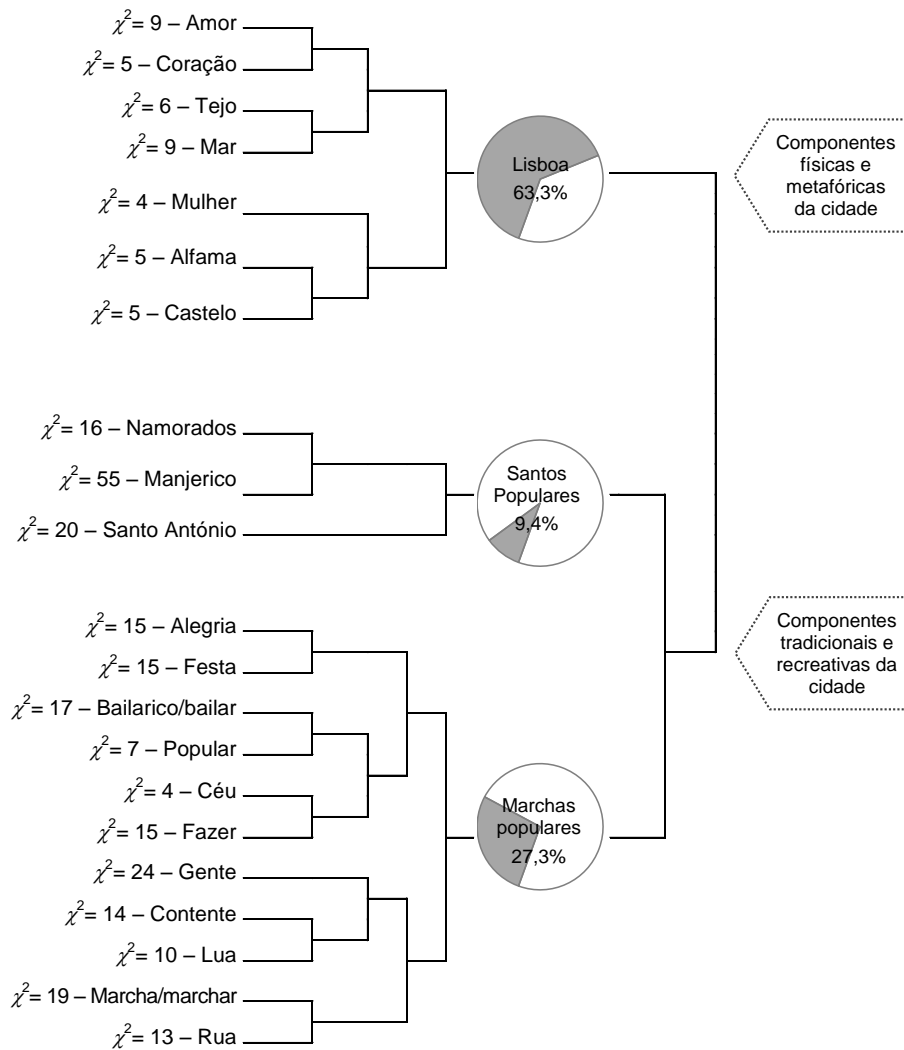 χ²= 9 – Amor
χ²= 5 – Coração
χ²= 6 – Tejo
χ²= 9 – Mar
χ²= 4 – Mulher
χ²= 5 – Alfama
χ²= 5 – Castelo
Lisboa
63,3%
Componentes
físicas e
metafóricas
da cidade
χ²= 16 – Namorados
χ²= 55 – Manjerico
χ²= 20 – Santo António
Santos
Populares
9,4%
χ²= 15 – Alegria
χ²= 15 – Festa
χ²= 17 – Bailarico/bailar
χ²= 7 – Popular
χ²= 4 – Céu
χ²= 15 – Fazer
χ²= 24 – Gente
χ²= 14 – Contente
χ²= 10 – Lua
χ²= 19 – Marcha/marchar
χ²= 13 – Rua
Marchas
populares
27,3%
Componentes
tradicionais e
recreativas da
cidade